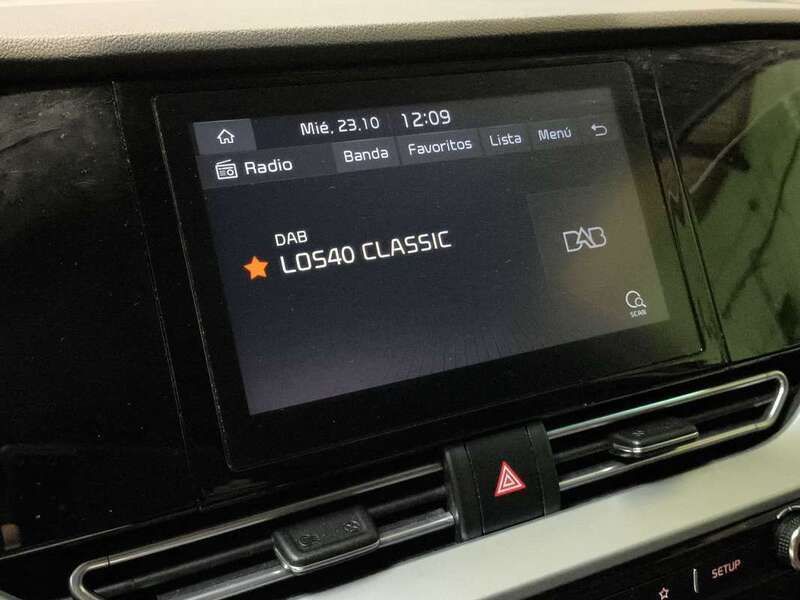 Mié, 23.10 12:09
Radio Banda Favoritos Lista Menú
DAB
LOS40 CLASSIC
DAB
SCAN
SETUP